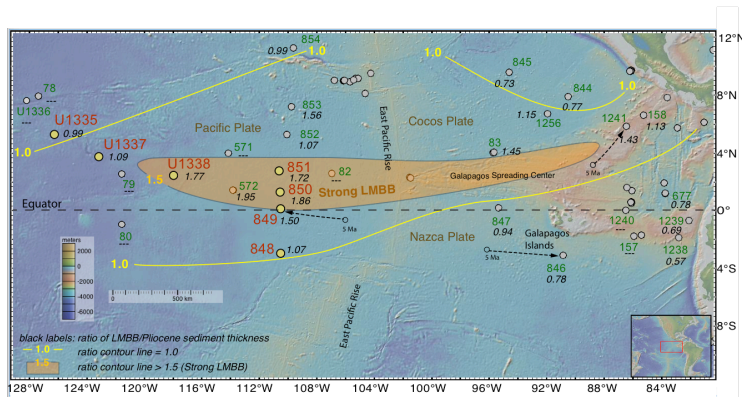 854
0.99
1.0
1.0
845
0.73
12°N
8°N
4°N
0°N
4°S
8°S
78
---
U1336
---
U1335
0.99
1.0
U1337
1.09
853
1.56
844
0.77
1.15
1256
1.0
1241
1.43
158
1.13
Pacific Plate
East Pacific Rise
Cocos Plate
852
1.07
571
---
83
1.45
U1338
1.77
1.5
851
1.72
82
---
Galapagos Spreading Center
5 Ma
572
1.95
850
1.86
Strong LMBB
79
---
677
0.78
Equator
849
1.50
5 Ma
847
0.94
Galapagos
Islands
1240
---
1239
0.69
80
---
Nazca Plate
157
---
1238
0.57
848
1.07
1.0
5 Ma
846
0.78
meters
2000
0
-2000
-4000
-6000
0
500 km
East Pacific Rise
black labels: ratio of LMBB/Pliocene sediment thickness
1.0
ratio contour line = 1.0
1.5
ratio contour line > 1.5 (Strong LMBB)
128°W
124°W
120°W
116°W
112°W
108°W
104°W
100°W
96°W
92°W
88°W
84°W